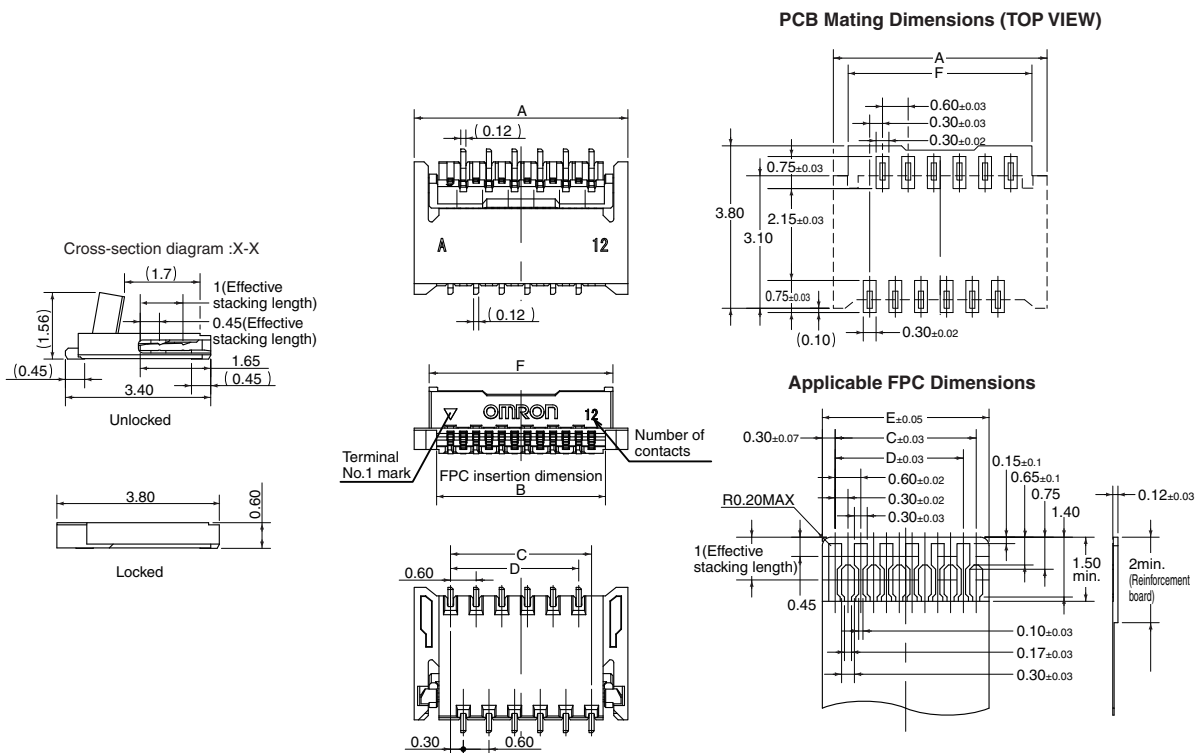 PCB Mating Dimensions (TOP VIEW)
A
F
0.60±0.03
0.30±0.03
0.30±0.02
0.75±0.03
3.80
2.15±0.03
3.10
0.75±0.03
(0.10)
0.30±0.02
A
(0.12)
A
12
(0.12)
Cross-section diagram :X-X
(1.7)
1(Effective
stacking length)
0.45(Effective
stacking length)
(1.56)
1.65
(0.45)
(0.45)
3.40
Unlocked
3.80
0.60
Locked
F
OMRON
12
Terminal
No.1 mark
Number of
contacts
FPC insertion dimension
B
C
D
0.60
0.30
0.60
Applicable FPC Dimensions
E±0.05
0.30±0.07
C±0.03
D±0.03
0.15±0.1
0.60±0.02
0.65±0.1
R0.20MAX
0.30±0.02
0.75
0.12±0.03
0.30±0.03
1.40
1(Effective
stacking length)
1.50
min.
2min.
(Reinforcement
board)
0.45
0.10±0.03
0.17±0.03
0.30±0.03